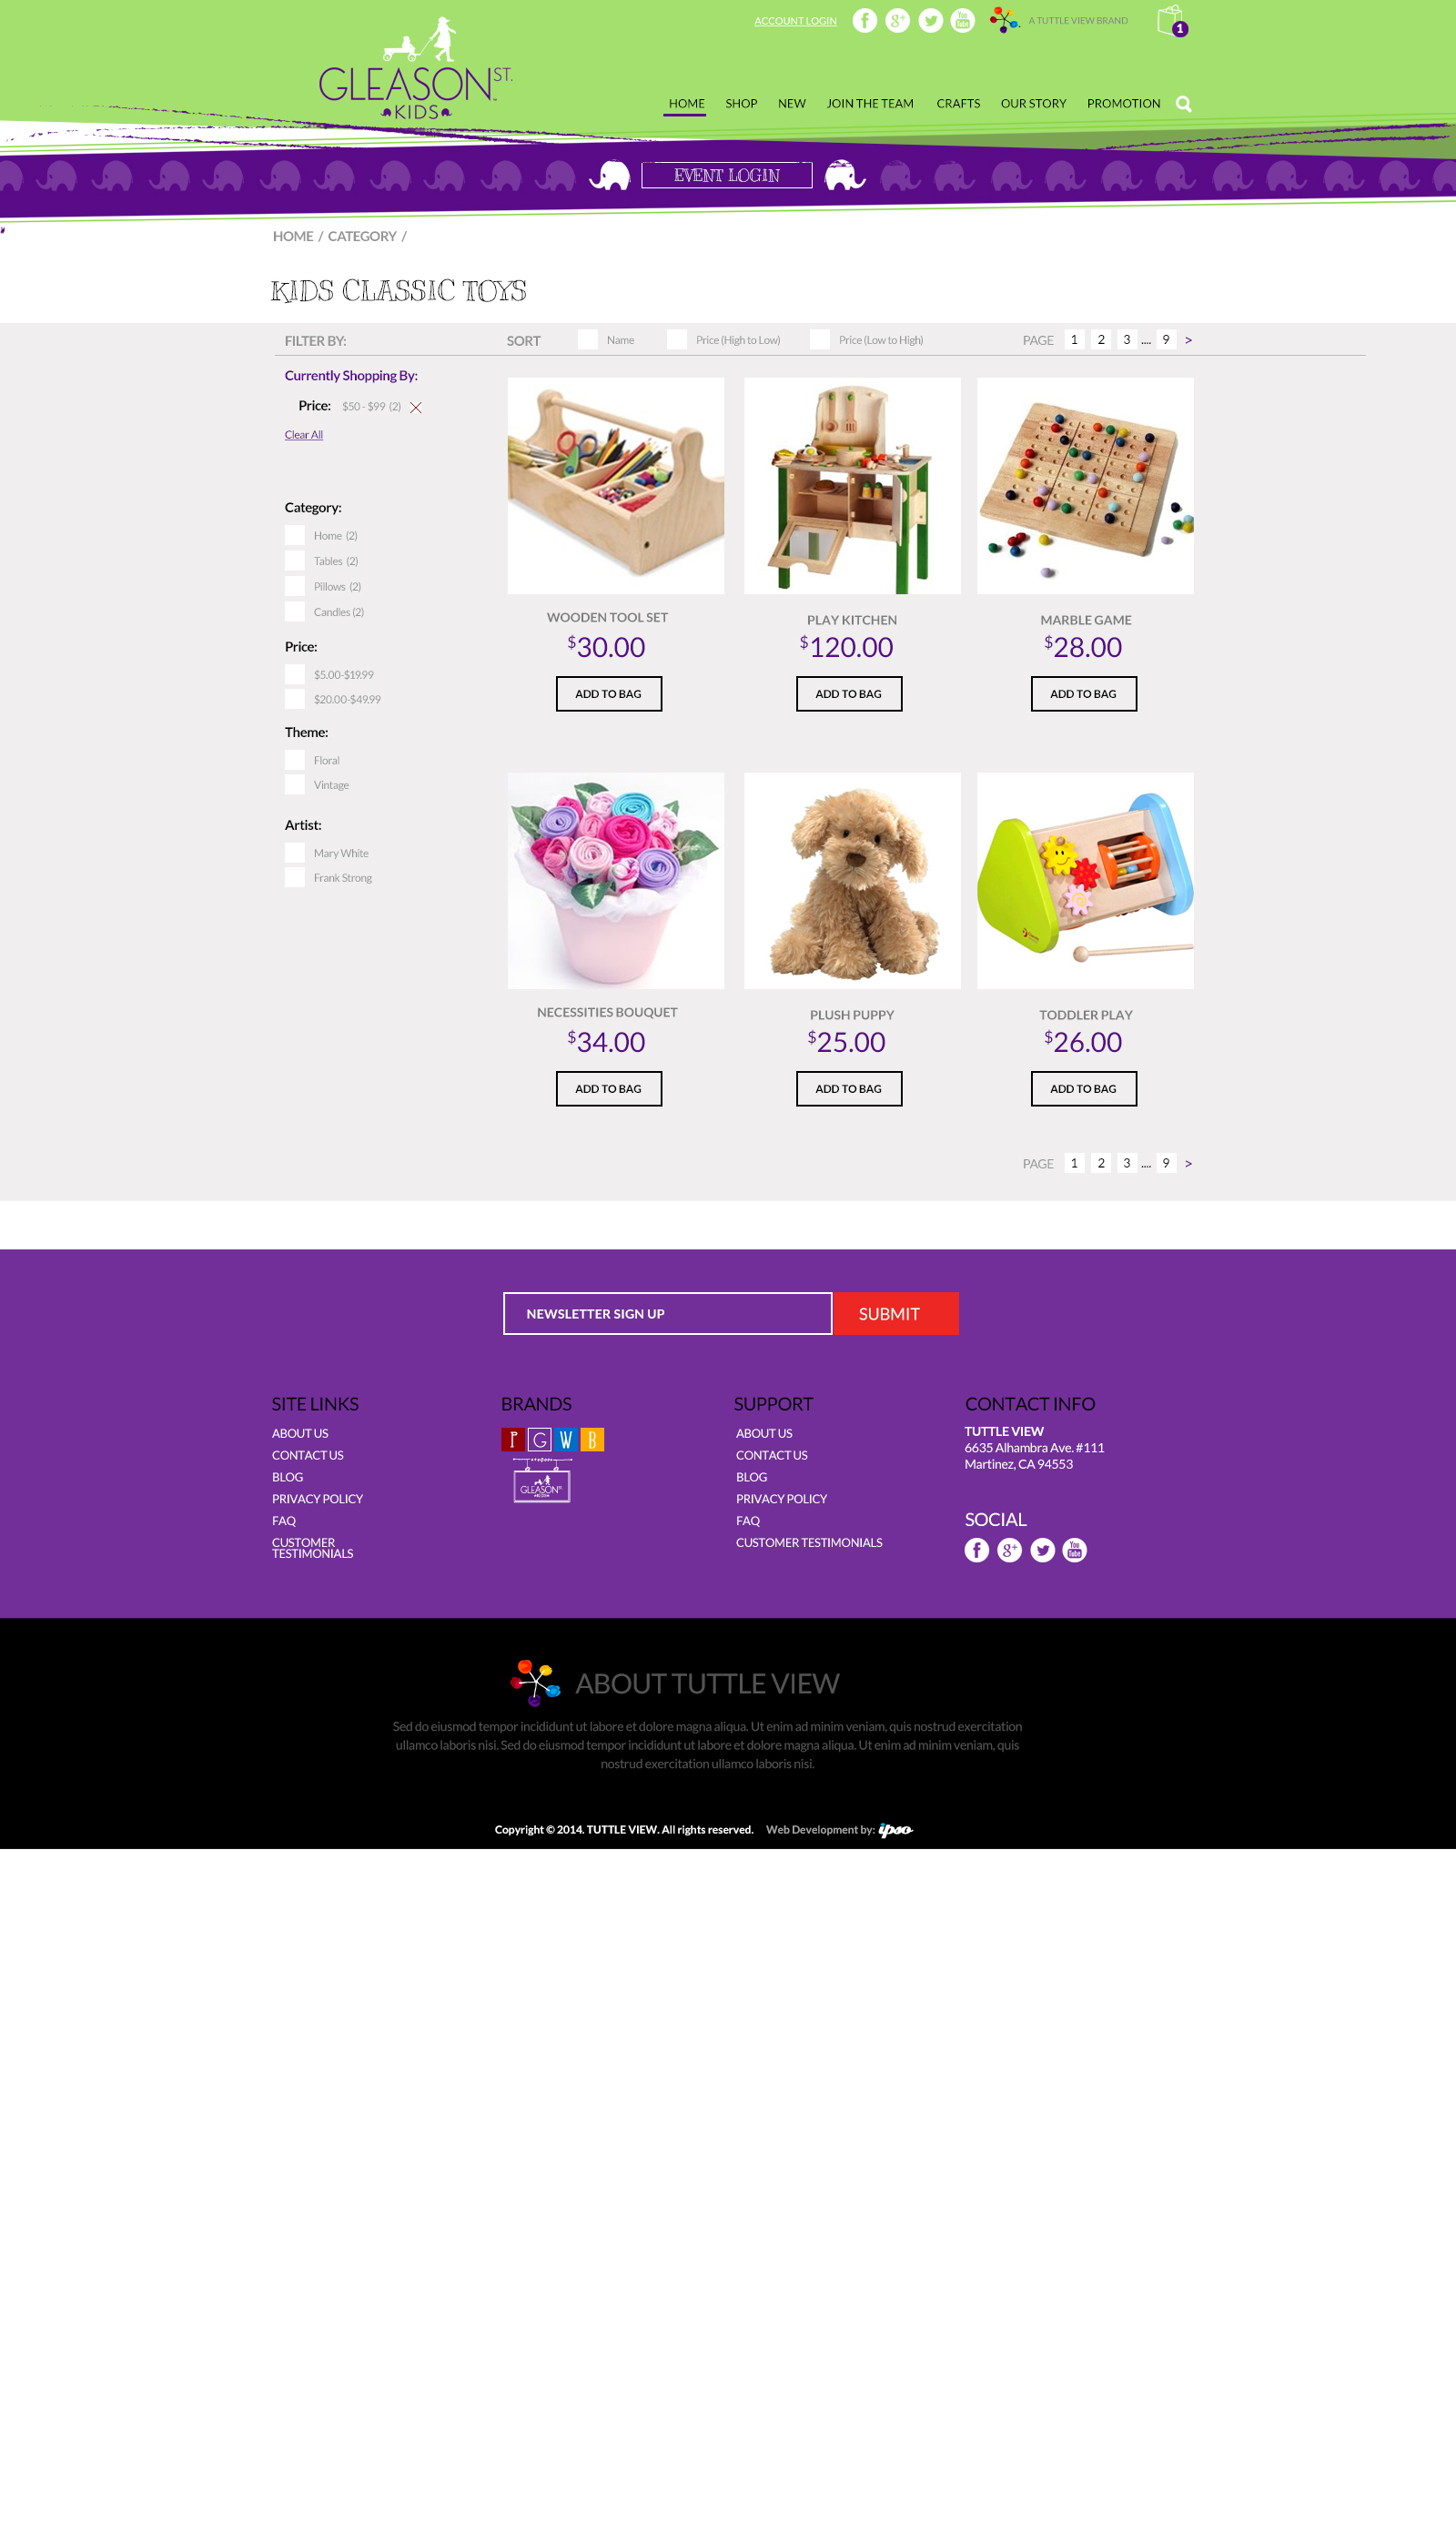 ACCOUNT LOGIN
A TUTTLE VIEW BRAND
1
GLEASON ST.
KIDS
HOME SHOP NEW JOIN THE TEAM CRAFTS OUR STORY PROMOTION
EVENT LOGIN
HOME / CATEGORY /
KIDS CLASSIC TOYS
FILTER BY:
SORT Name Price (High to Low) Price (Low to High)
PAGE 1 2 3 .... 9 >
Currently Shopping By:
Price: $50 - $99 (2)
Clear All
Category:
Home (2)
Tables (2)
Pillows (2)
Candles (2)
Price:
$5.00-$19.99
$20.00-$49.99
Theme:
Floral
Vintage
Artist:
Mary White
Frank Strong
WOODEN TOOL SET
$30.00
ADD TO BAG
PLAY KITCHEN
$120.00
ADD TO BAG
MARBLE GAME
$28.00
ADD TO BAG
NECESSITIES BOUQUET
$34.00
ADD TO BAG
PLUSH PUPPY
$25.00
ADD TO BAG
TODDLER PLAY
$26.00
ADD TO BAG
PAGE 1 2 3 .... 9 >
NEWSLETTER SIGN UP
SUBMIT
SITE LINKS
ABOUT US
CONTACT US
BLOG
PRIVACY POLICY
FAQ
CUSTOMER
TESTIMONIALS
BRANDS
P G W B
GLEASON ST
SUPPORT
ABOUT US
CONTACT US
BLOG
PRIVACY POLICY
FAQ
CUSTOMER TESTIMONIALS
CONTACT INFO
TUTTLE VIEW
6635 Alhambra Ave. #111
Martinez, CA 94553
SOCIAL
ABOUT TUTTLE VIEW
Sed do eiusmod tempor incididunt ut labore et dolore magna aliqua. Ut enim ad minim veniam, quis nostrud exercitation
ullamco laboris nisi. Sed do eiusmod tempor incididunt ut labore et dolore magna aliqua. Ut enim ad minim veniam, quis
nostrud exercitation ullamco laboris nisi.
Copyright © 2014. TUTTLE VIEW. All rights reserved. Web Development by: